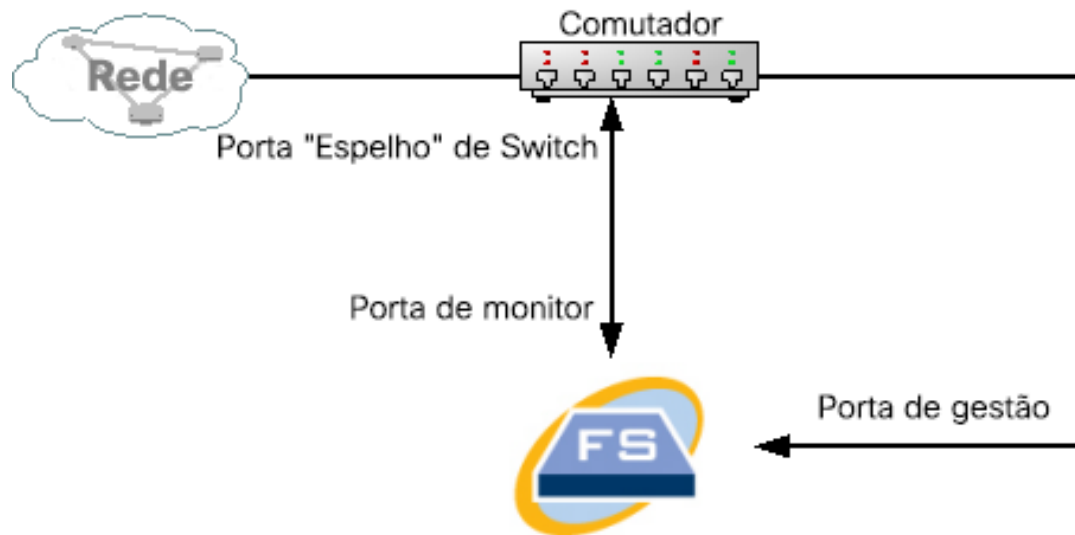 Comutador
Rede
Porta "Espelho" de Switch
Porta de monitor
Porta de gestão
FS